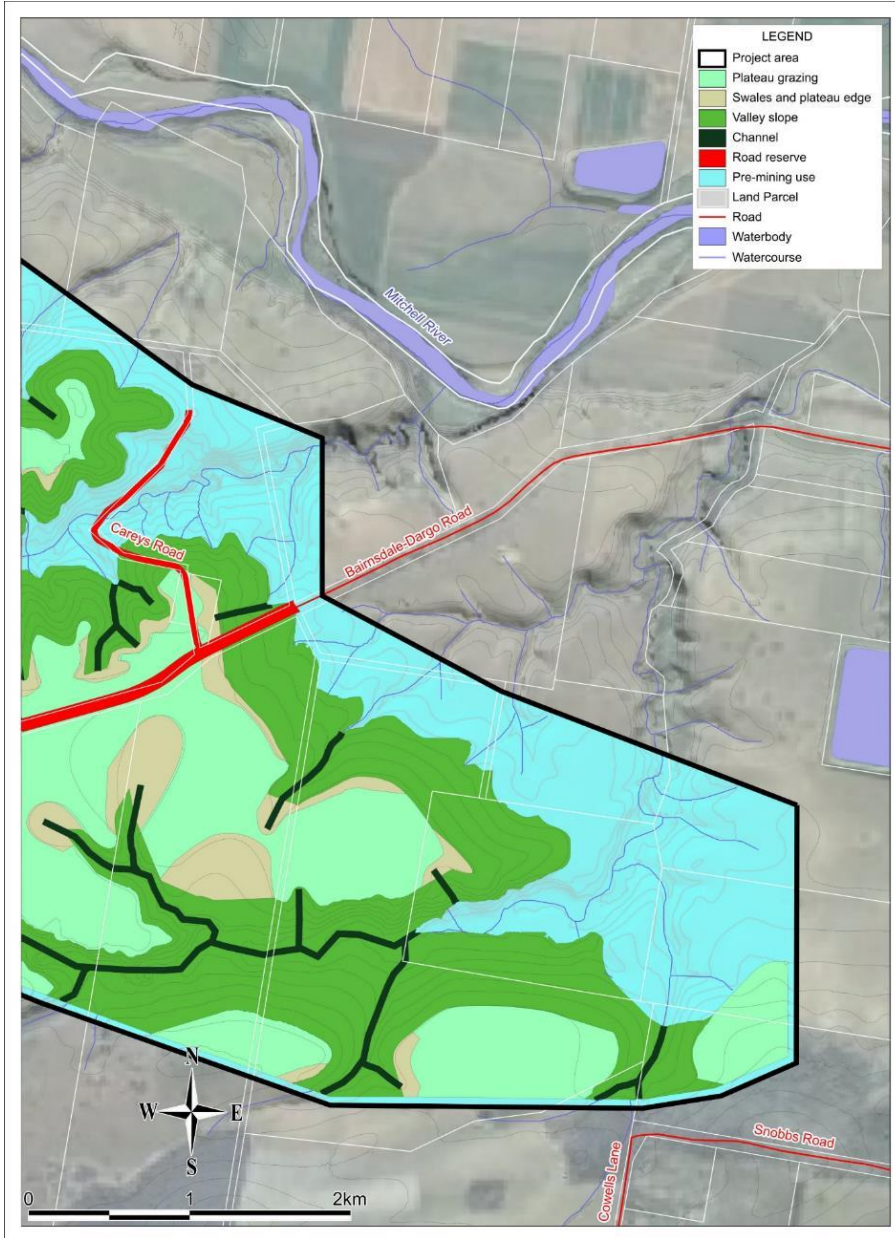 LEGEND
Project area
Plateau grazing
Swales and plateau edge
Valley slope
Channel
Road reserve
Pre-mining use
Land Parcel
Road
Waterbody
Watercourse
Mitchell River
Careys Road
Bairnsdale-Dargo Road
N
W
E
S
Snobbs Road
Cowells Lane
0
1
2km